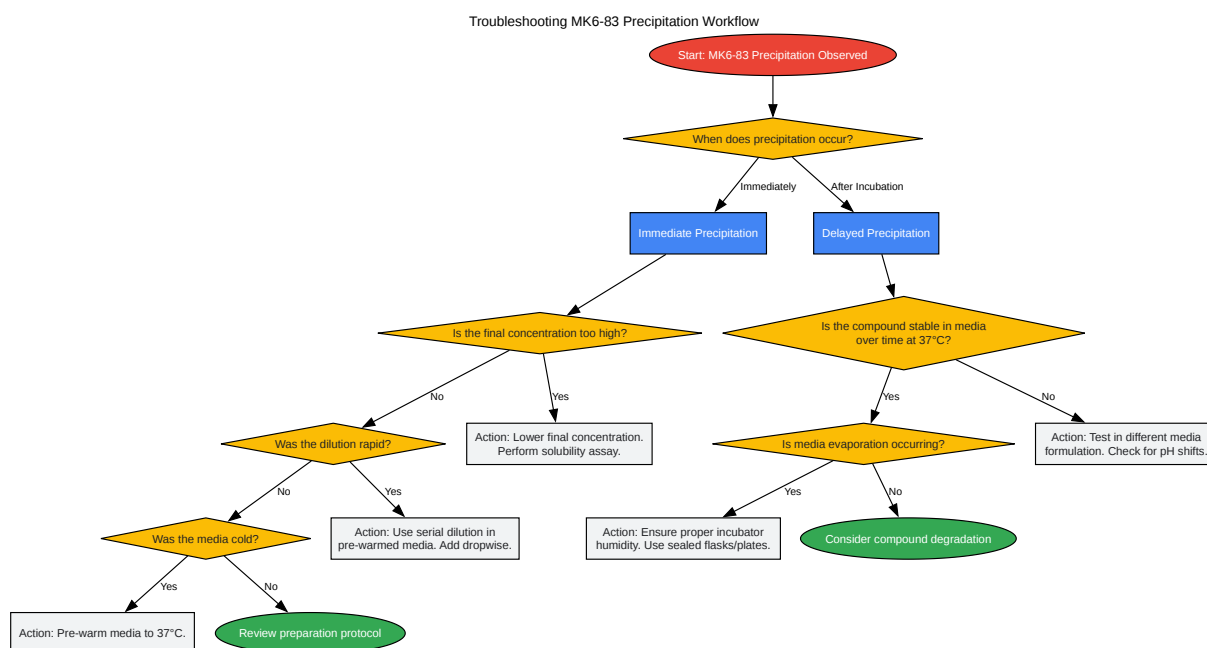 Troubleshooting MK6-83 Precipitation Workflow
Start: MK6-83 Precipitation Observed
When does precipitation occur?
Immediately
After Incubation
Immediate Precipitation
Delayed Precipitation
Is the final concentration too high?
Is the compound stable in media
over time at 37°C?
No
Yes
Yes
No
Was the dilution rapid?
Action: Lower final concentration.
Perform solubility assay.
Is media evaporation occurring?
Action: Test in different media
formulation. Check for pH shifts.
No
Yes
Yes
No
Was the media cold?
Action: Use serial dilution in
pre-warmed media. Add dropwise.
Action: Ensure proper incubator
humidity. Use sealed flasks/plates.
Consider compound degradation
Yes
No
Action: Pre-warm media to 37°C.
Review preparation protocol